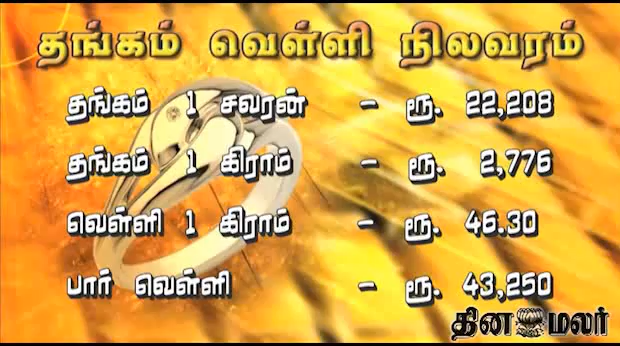 தங்கம் வெள்ளி நிலவரம்
தங்கம் 1 சவரன் - ரூ. 22,208
தங்கம் 1 கிராம் - ரூ. 2,776
வெள்ளி 1 கிராம் - ரூ. 46.30
பார் வெள்ளி - ரூ. 43,250
தினமலர்